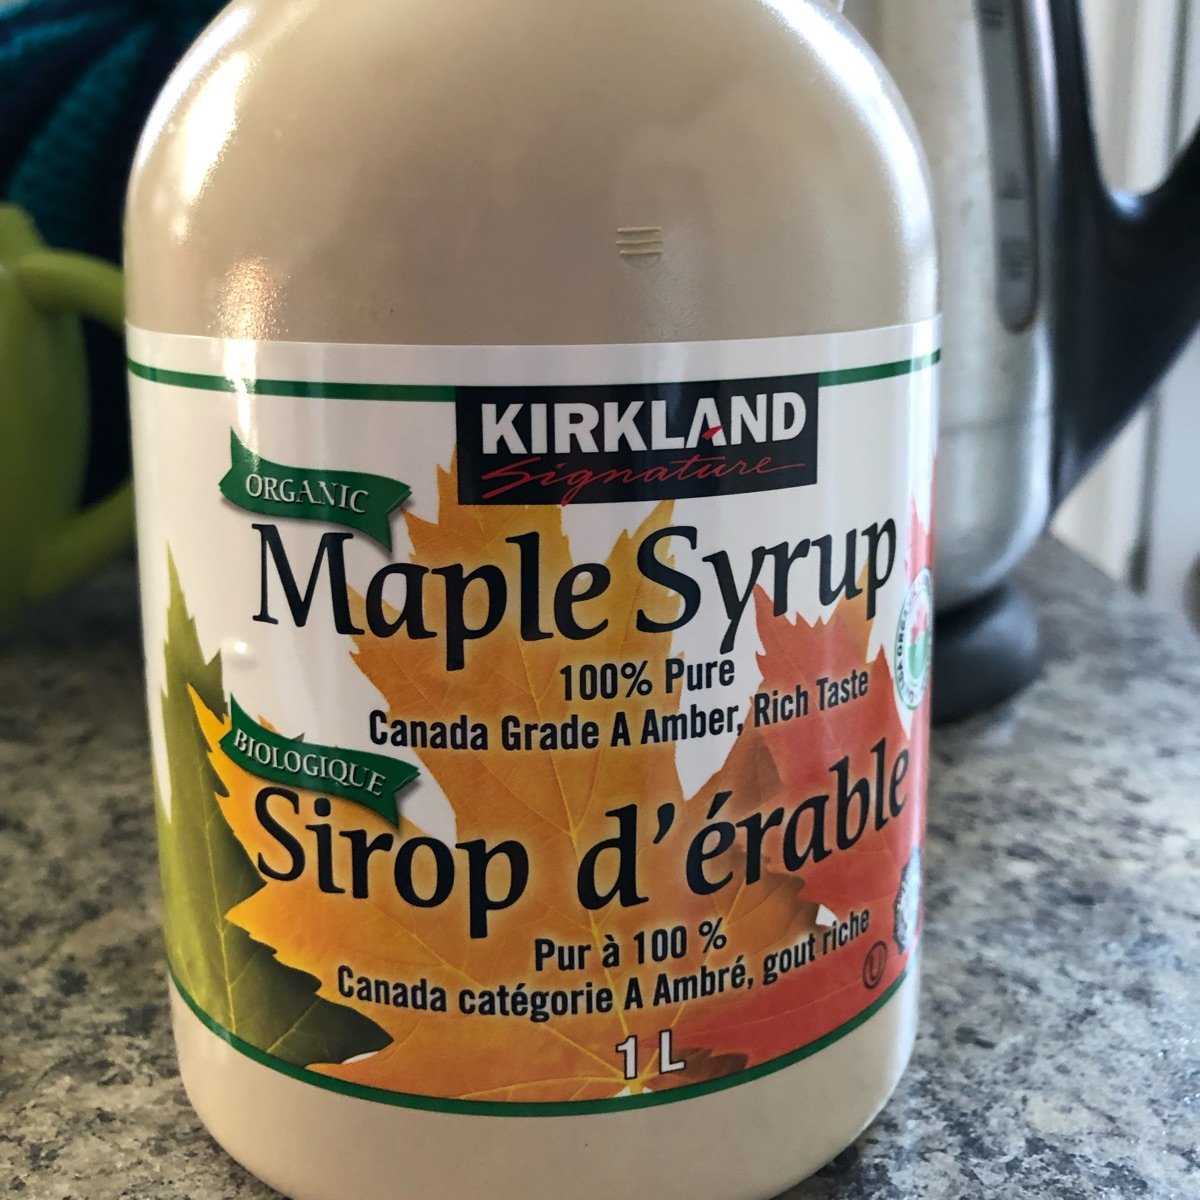 KIRKLAND
Signature
ORGANIC
Maple Syrup
100% Pure
Canada Grade A Amber, Rich Taste
BIOLOGIQUE
Sirop d'érable
Pur à 100 %
Canada catégorie A Ambré, gout riche
U
1 L